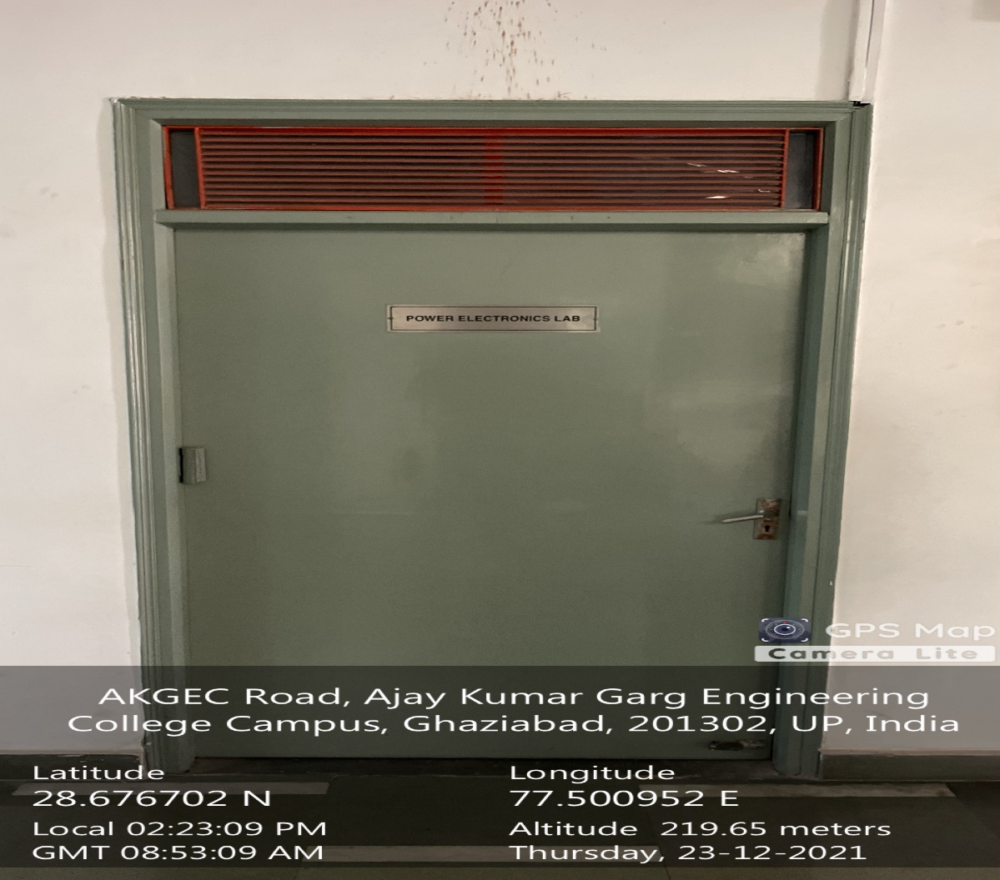 POWER ELECTRONICS LAB
GPS Map
Camera Lite
AKGEC Road, Ajay Kumar Garg Engineering
College Campus, Ghaziabad, 201302, UP, India
Latitude
28.676702 N
Longitude
77.500952 E
Local 02:23:09 PM
GMT 08:53:09 AM
Altitude 219.65 meters
Thursday, 23-12-2021